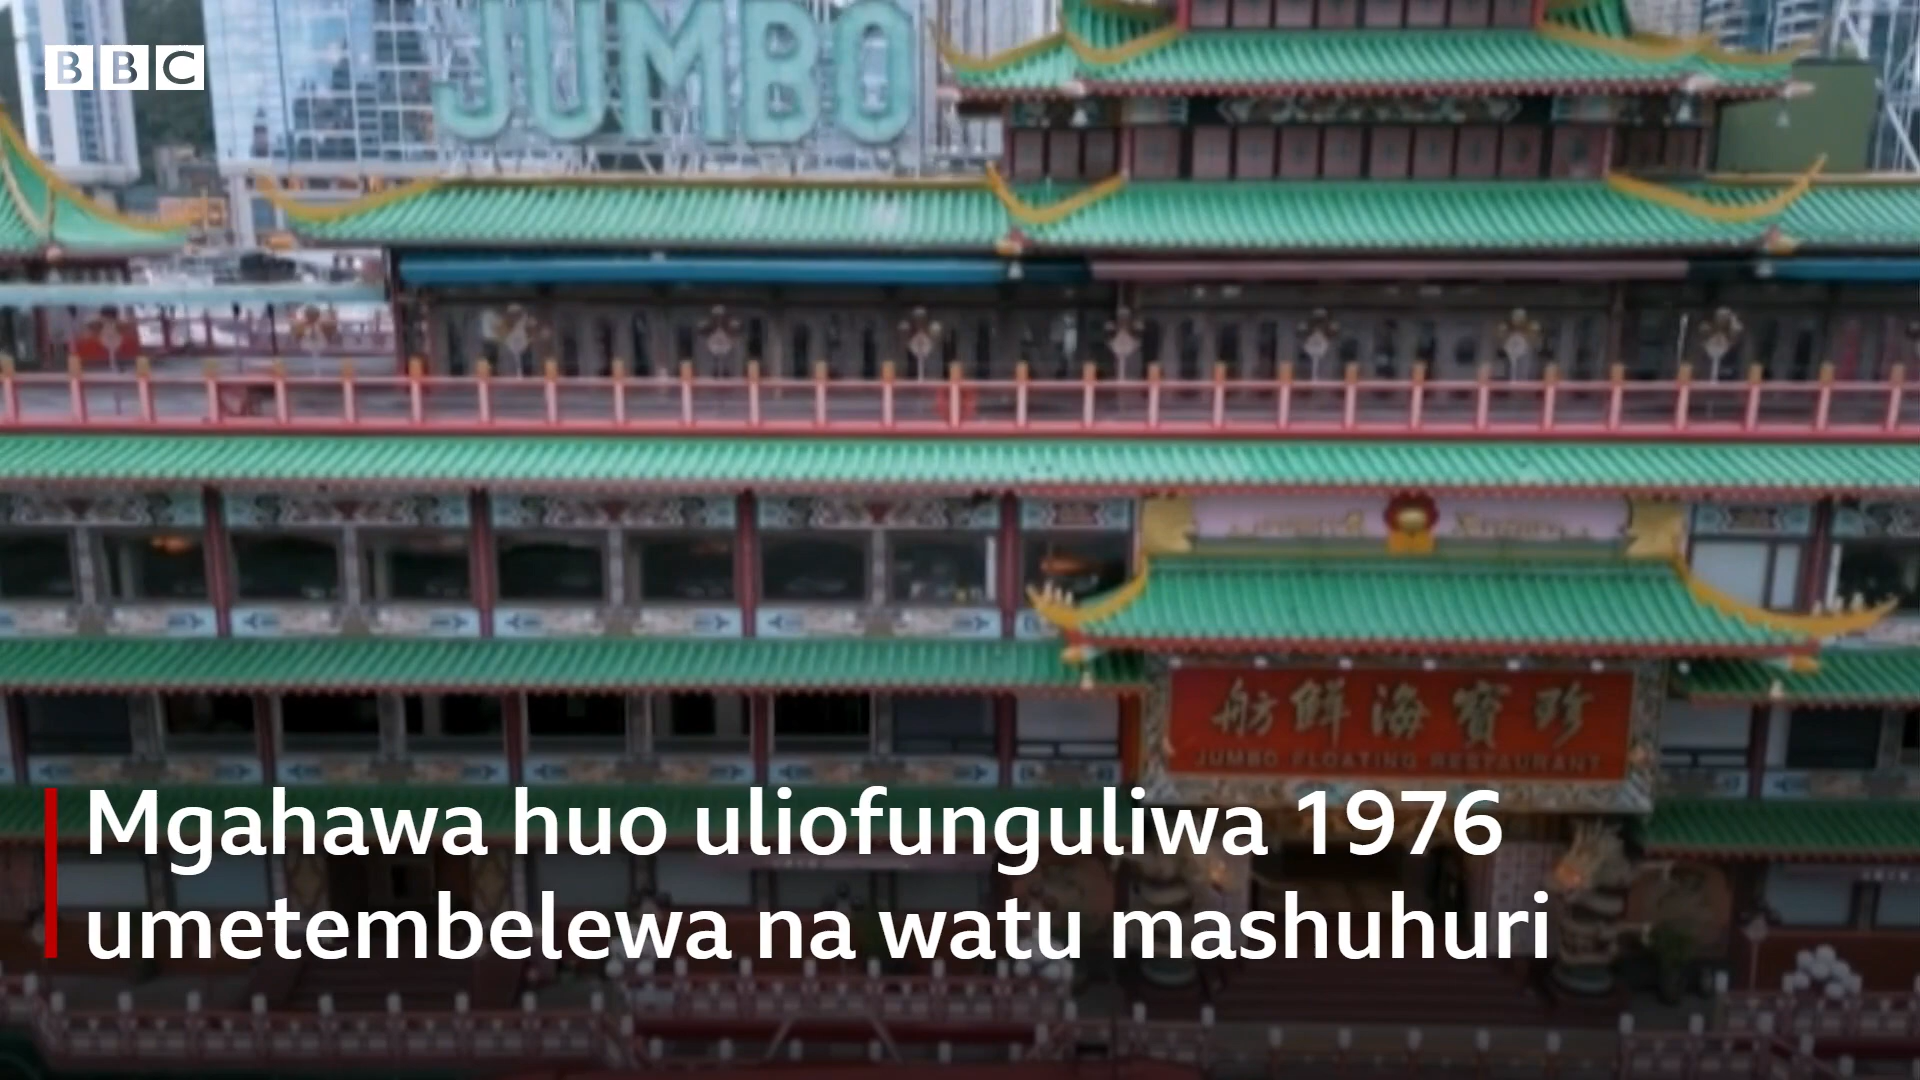 BBC
JUMBO
舫鮮海寶珍
JUMBO FLOATING RESTAURANT
Mgahawa huo uliofunguliwa 1976
umetembelewa na watu mashuhuri